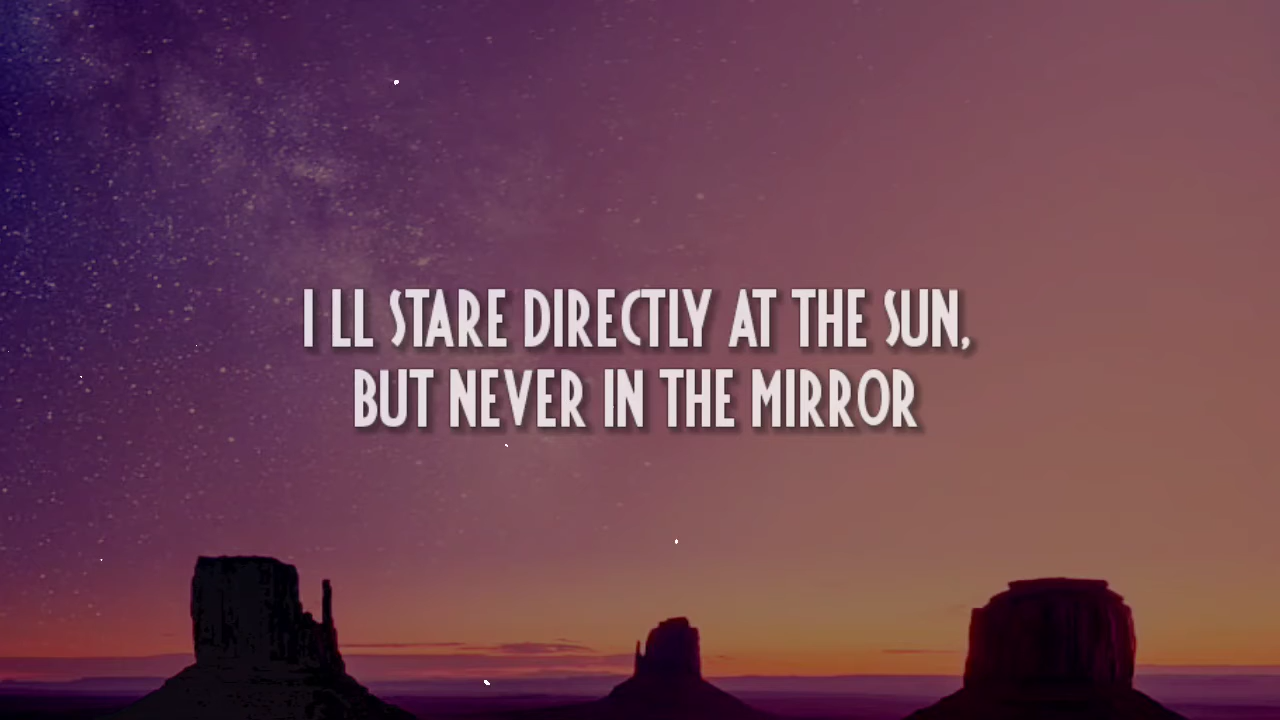 I LL STARE DIRECTLY AT THE SUN,
BUT NEVER IN THE MIRROR